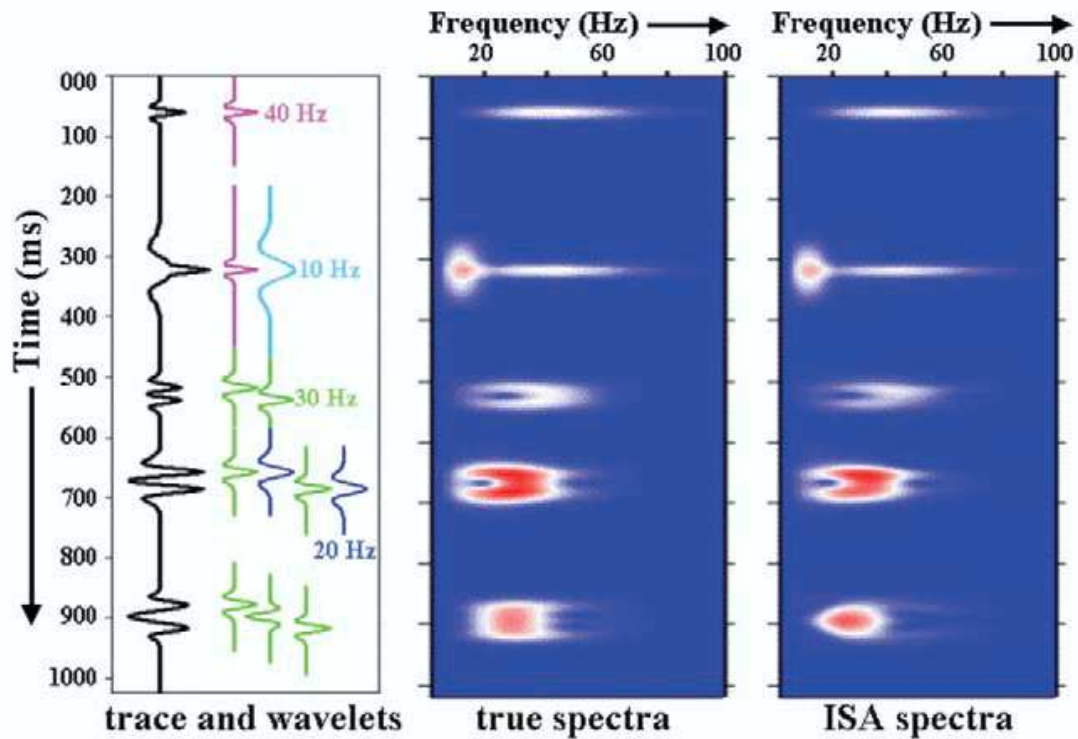 Frequency (Hz)
20 60 100
Frequency (Hz)
20 60 100
Time (ms)
000
100
200
300
400
500
600
700
800
900
1000
40 Hz
10 Hz
30 Hz
20 Hz
trace and wavelets
true spectra
ISA spectra